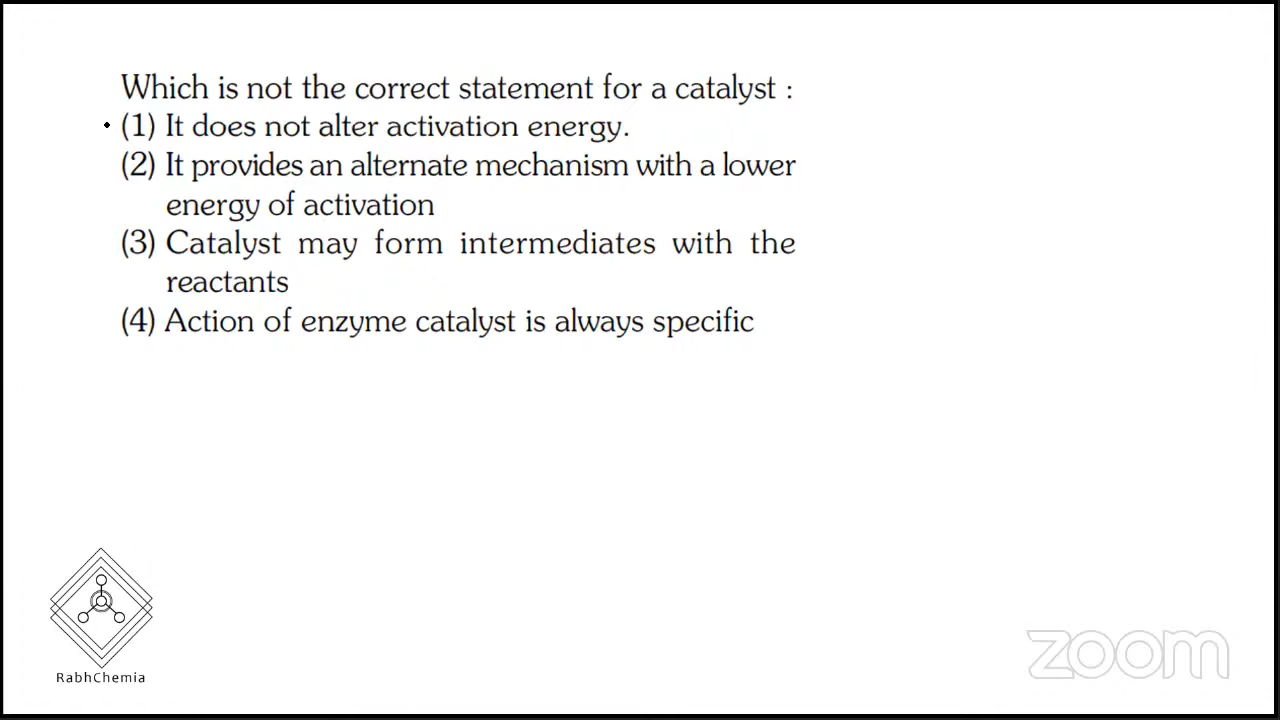 Which is not the correct statement for a catalyst :
(1) It does not alter activation energy.
(2) It provides an alternate mechanism with a lower
energy of activation
(3) Catalyst may form intermediates with the
reactants
(4) Action of enzyme catalyst is always specific
RabhChemia
zoom